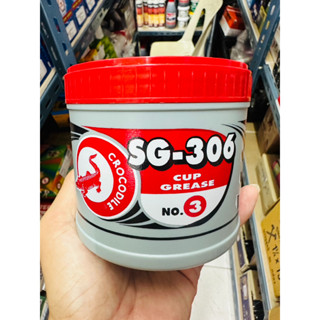 SG-306
CROCODILE
CUP
GREASE
NO. 3